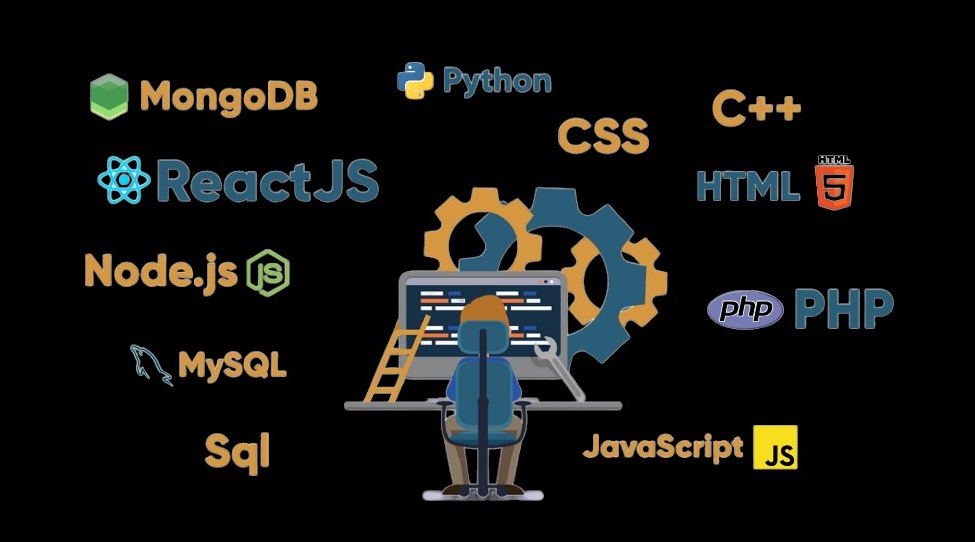 MongoDB
Python
CSS
C++
ReactJS
HTML
HTML
5
Node.js
JS
php
PHP
MySQL
Sql
JavaScript
JS